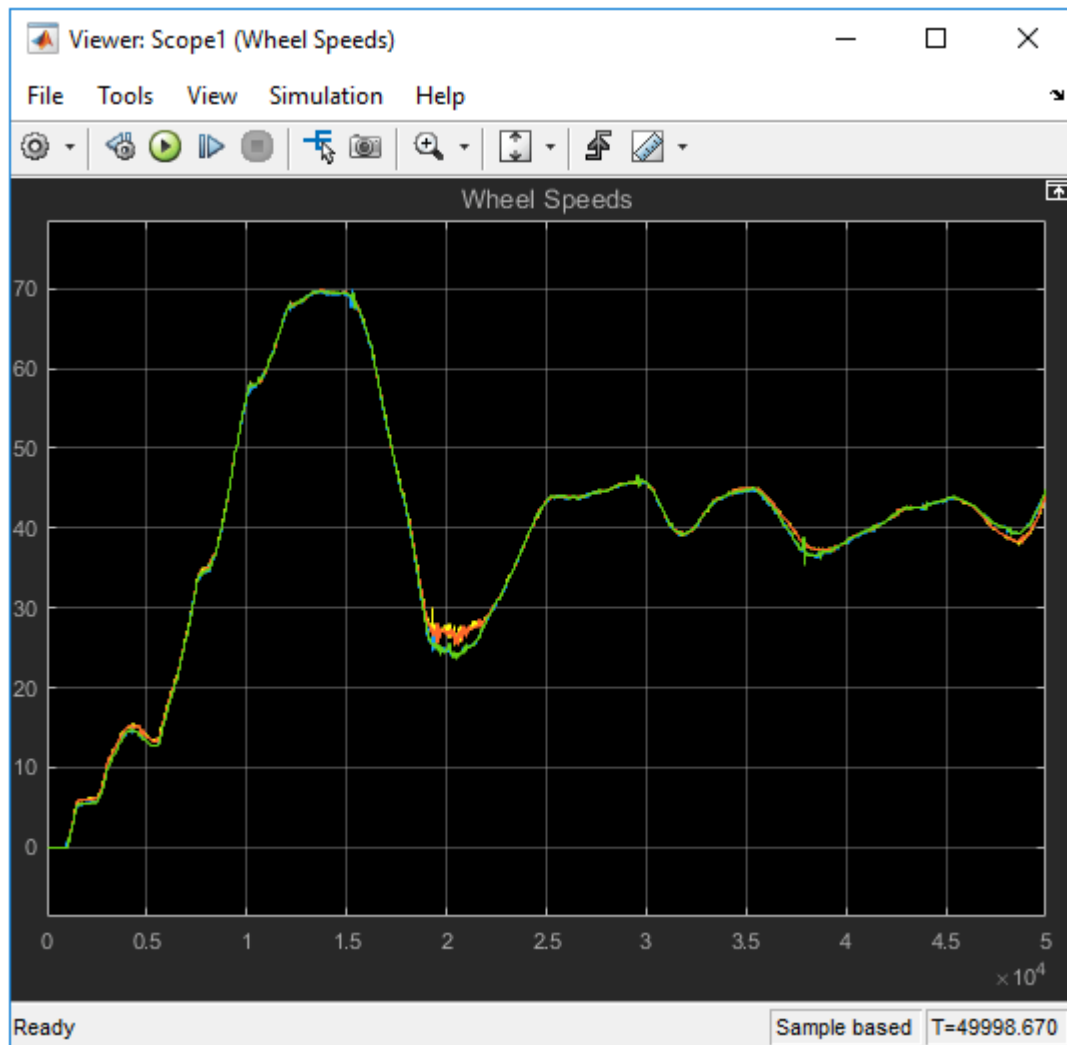 Viewer: Scope1 (Wheel Speeds)
File Tools View Simulation Help
Wheel Speeds
70
60
50
40
30
20
10
0
0 0.5 1 1.5 2 2.5 3 3.5 4 4.5 5
×10⁴
Ready Sample based T=49998.670